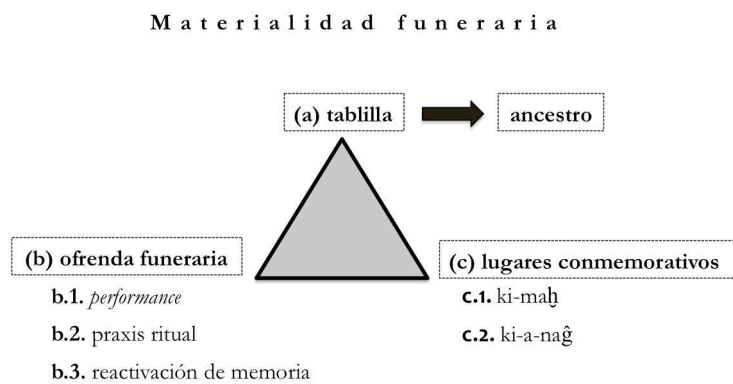 Materialidad funeraria
(a) tablilla
ancestro
(b) ofrenda funeraria
b.1. performance
b.2. praxis ritual
b.3. reactivación de memoria
(c) lugares conmemorativos
c.1. ki-maḫ
c.2. ki-a-naĝ